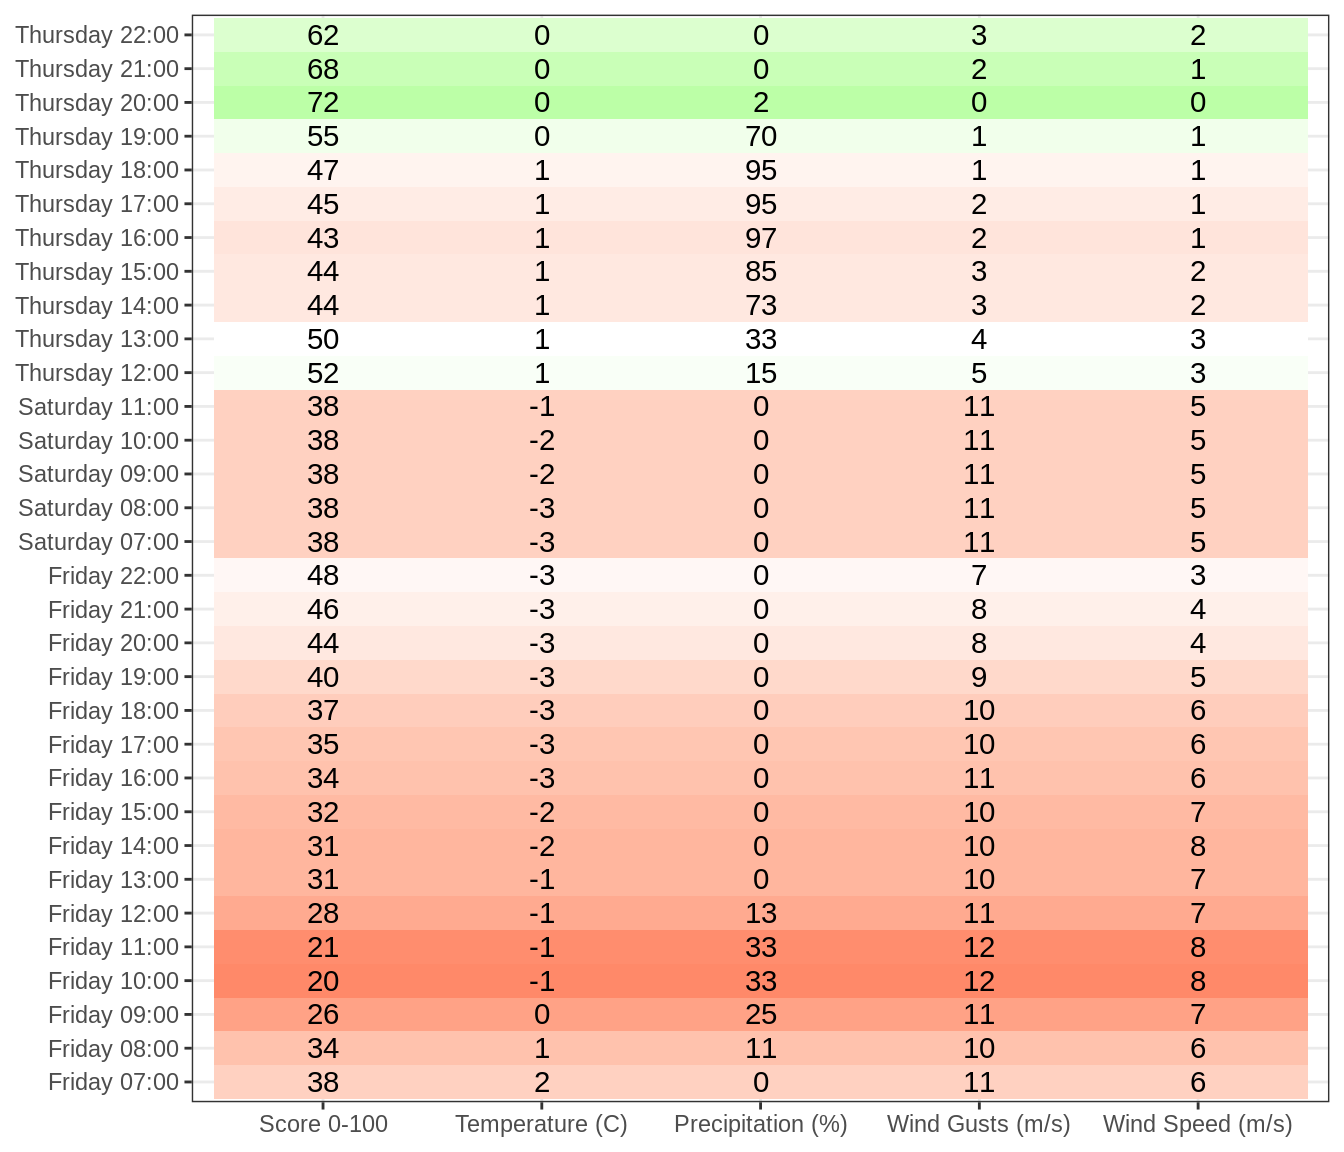 Thursday 22:00 62 0 0 3 2
Thursday 21:00 68 0 0 2 1
Thursday 20:00 72 0 2 0 0
Thursday 19:00 55 0 70 1 1
Thursday 18:00 47 1 95 1 1
Thursday 17:00 45 1 95 2 1
Thursday 16:00 43 1 97 2 1
Thursday 15:00 44 1 85 3 2
Thursday 14:00 44 1 73 3 2
Thursday 13:00 50 1 33 4 3
Thursday 12:00 52 1 15 5 3
Saturday 11:00 38 -1 0 11 5
Saturday 10:00 38 -2 0 11 5
Saturday 09:00 38 -2 0 11 5
Saturday 08:00 38 -3 0 11 5
Saturday 07:00 38 -3 0 11 5
Friday 22:00 48 -3 0 7 3
Friday 21:00 46 -3 0 8 4
Friday 20:00 44 -3 0 8 4
Friday 19:00 40 -3 0 9 5
Friday 18:00 37 -3 0 10 6
Friday 17:00 35 -3 0 10 6
Friday 16:00 34 -3 0 11 6
Friday 15:00 32 -2 0 10 7
Friday 14:00 31 -2 0 10 8
Friday 13:00 31 -1 0 10 7
Friday 12:00 28 -1 13 11 7
Friday 11:00 21 -1 33 12 8
Friday 10:00 20 -1 33 12 8
Friday 09:00 26 0 25 11 7
Friday 08:00 34 1 11 10 6
Friday 07:00 38 2 0 11 6
Score 0-100 Temperature (C) Precipitation (%) Wind Gusts (m/s) Wind Speed (m/s)